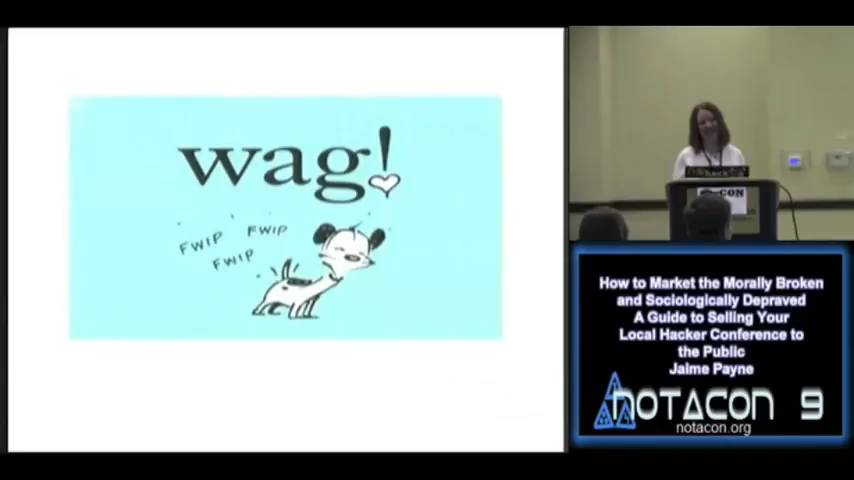 wag!
FWIP FWIP
FWIP
CON
How to Market the Morally Broken
and Sociologically Depraved
A Guide to Selling Your
Local Hacker Conference to
the Public
Jaime Payne
NOTACON 9
notacon.org